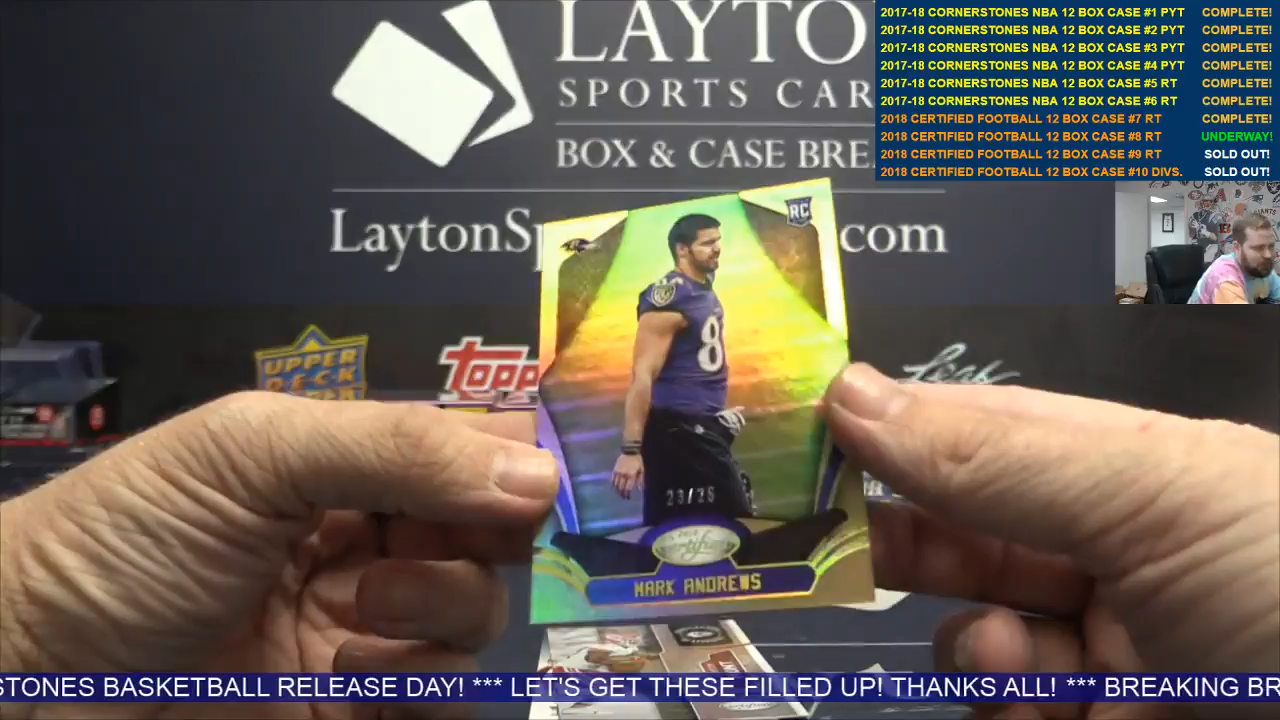 LAYTON
SPORTS CAR
BOX & CASE BRE
LaytonSp
com
2017-18 CORNERSTONES NBA 12 BOX CASE #1 PYT COMPLETE!
2017-18 CORNERSTONES NBA 12 BOX CASE #2 PYT COMPLETE!
2017-18 CORNERSTONES NBA 12 BOX CASE #3 PYT COMPLETE!
2017-18 CORNERSTONES NBA 12 BOX CASE #4 PYT COMPLETE!
2017-18 CORNERSTONES NBA 12 BOX CASE #5 RT COMPLETE!
2017-18 CORNERSTONES NBA 12 BOX CASE #6 RT COMPLETE!
2018 CERTIFIED FOOTBALL 12 BOX CASE #7 RT COMPLETE!
2018 CERTIFIED FOOTBALL 12 BOX CASE #8 RT UNDERWAY!
2018 CERTIFIED FOOTBALL 12 BOX CASE #9 RT SOLD OUT!
2018 CERTIFIED FOOTBALL 12 BOX CASE #10 DIVS. SOLD OUT!
RC
8
UPPER
DECK
Topp
Leaf
23/25
Certified
MARK ANDREWS
STONES BASKETBALL RELEASE DAY! *** LET'S GET THESE FILLED UP! THANKS ALL! *** BREAKING BR